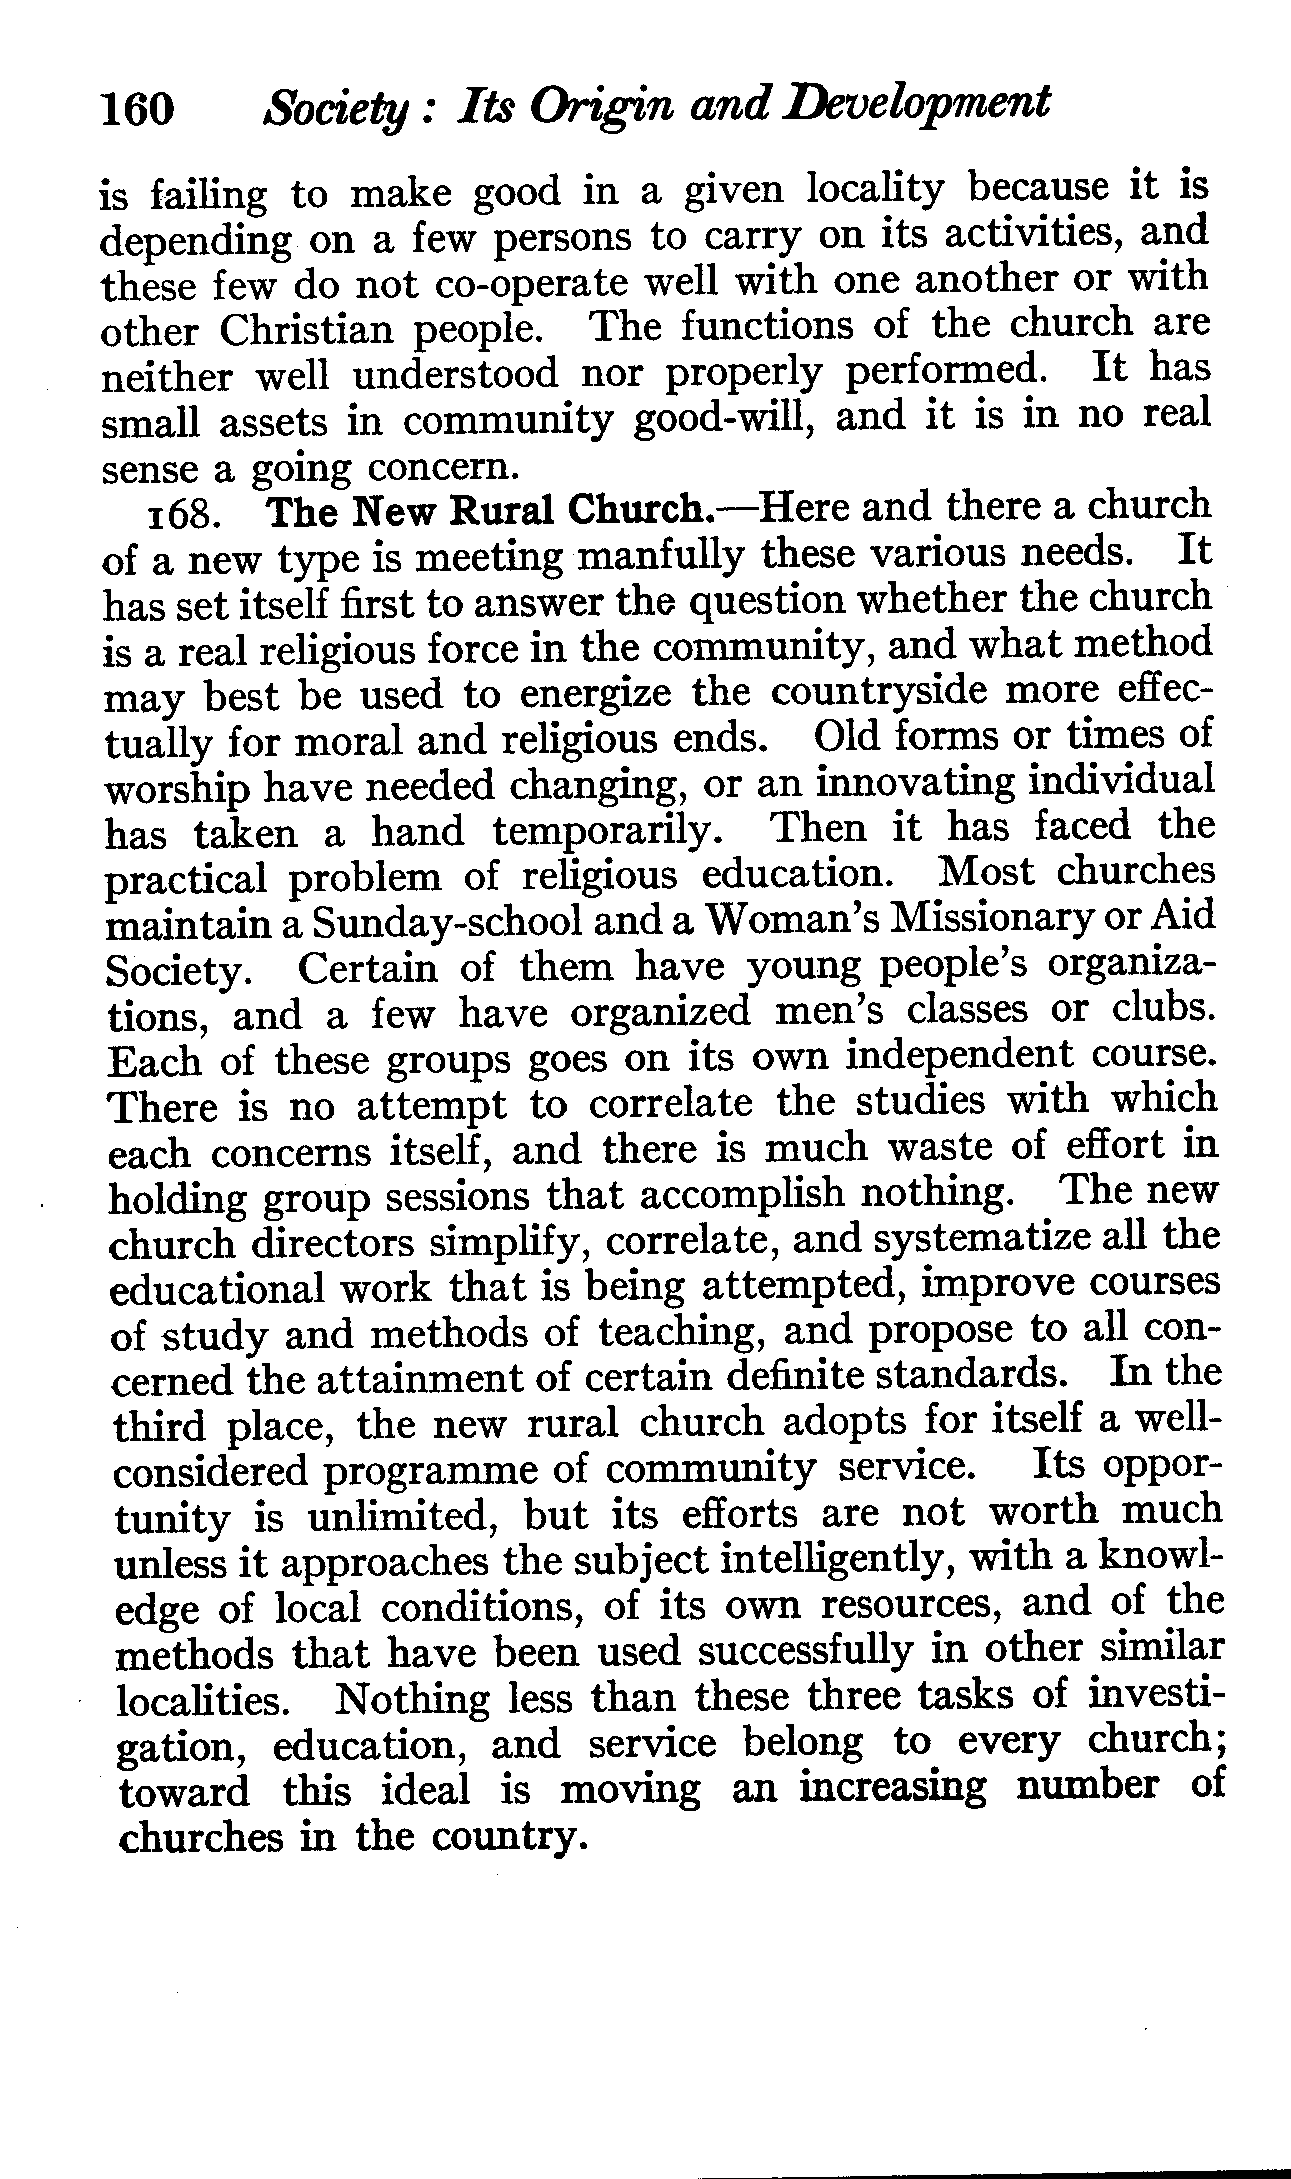 160 Society : Its Origin and Development
is failing to make good in a given locality because it is
depending on a few persons to carry on its activities, and
these few do not co-operate well with one another or with
other Christian people. The functions of the church are
neither well understood nor properly performed. It has
small assets in community good-will, and it is in no real
sense a going concern.
168. The New Rural Church.—Here and there a church
of a new type is meeting manfully these various needs. It
has set itself first to answer the question whether the church
is a real religious force in the community, and what method
may best be used to energize the countryside more effec-
tually for moral and religious ends. Old forms or times of
worship have needed changing, or an innovating individual
has taken a hand temporarily. Then it has faced the
practical problem of religious education. Most churches
maintain a Sunday-school and a Woman's Missionary or Aid
Society. Certain of them have young people's organiza-
tions, and a few have organized men's classes or clubs.
Each of these groups goes on its own independent course.
There is no attempt to correlate the studies with which
each concerns itself, and there is much waste of effort in
holding group sessions that accomplish nothing. The new
church directors simplify, correlate, and systematize all the
educational work that is being attempted, improve courses
of study and methods of teaching, and propose to all con-
cerned the attainment of certain definite standards. In the
third place, the new rural church adopts for itself a well-
considered programme of community service. Its oppor-
tunity is unlimited, but its efforts are not worth much
unless it approaches the subject intelligently, with a knowl-
edge of local conditions, of its own resources, and of the
methods that have been used successfully in other similar
localities. Nothing less than these three tasks of investi-
gation, education, and service belong to every church;
toward this ideal is moving an increasing number of
churches in the country.